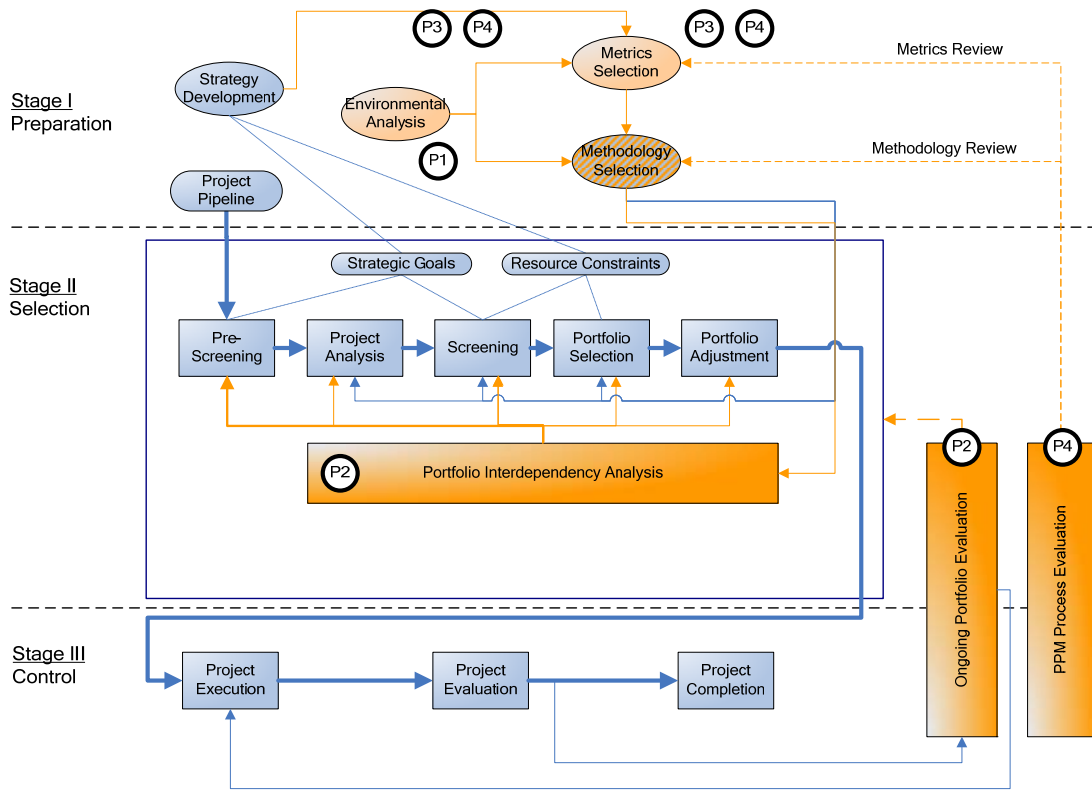 P3
P4
P3
P4
Metrics
Selection
Metrics Review
Strategy
Development
Stage I
Preparation
Environmental
Analysis
P1
Methodology
Selection
Methodology Review
Project
Pipeline
Stage II
Selection
Strategic Goals
Resource Constraints
Pre-
Screening
Project
Analysis
Screening
Portfolio
Selection
Portfolio
Adjustment
P2
Portfolio Interdependency Analysis
P2
Ongoing Portfolio Evaluation
P4
PPM Process Evaluation
Stage III
Control
Project
Execution
Project
Evaluation
Project
Completion